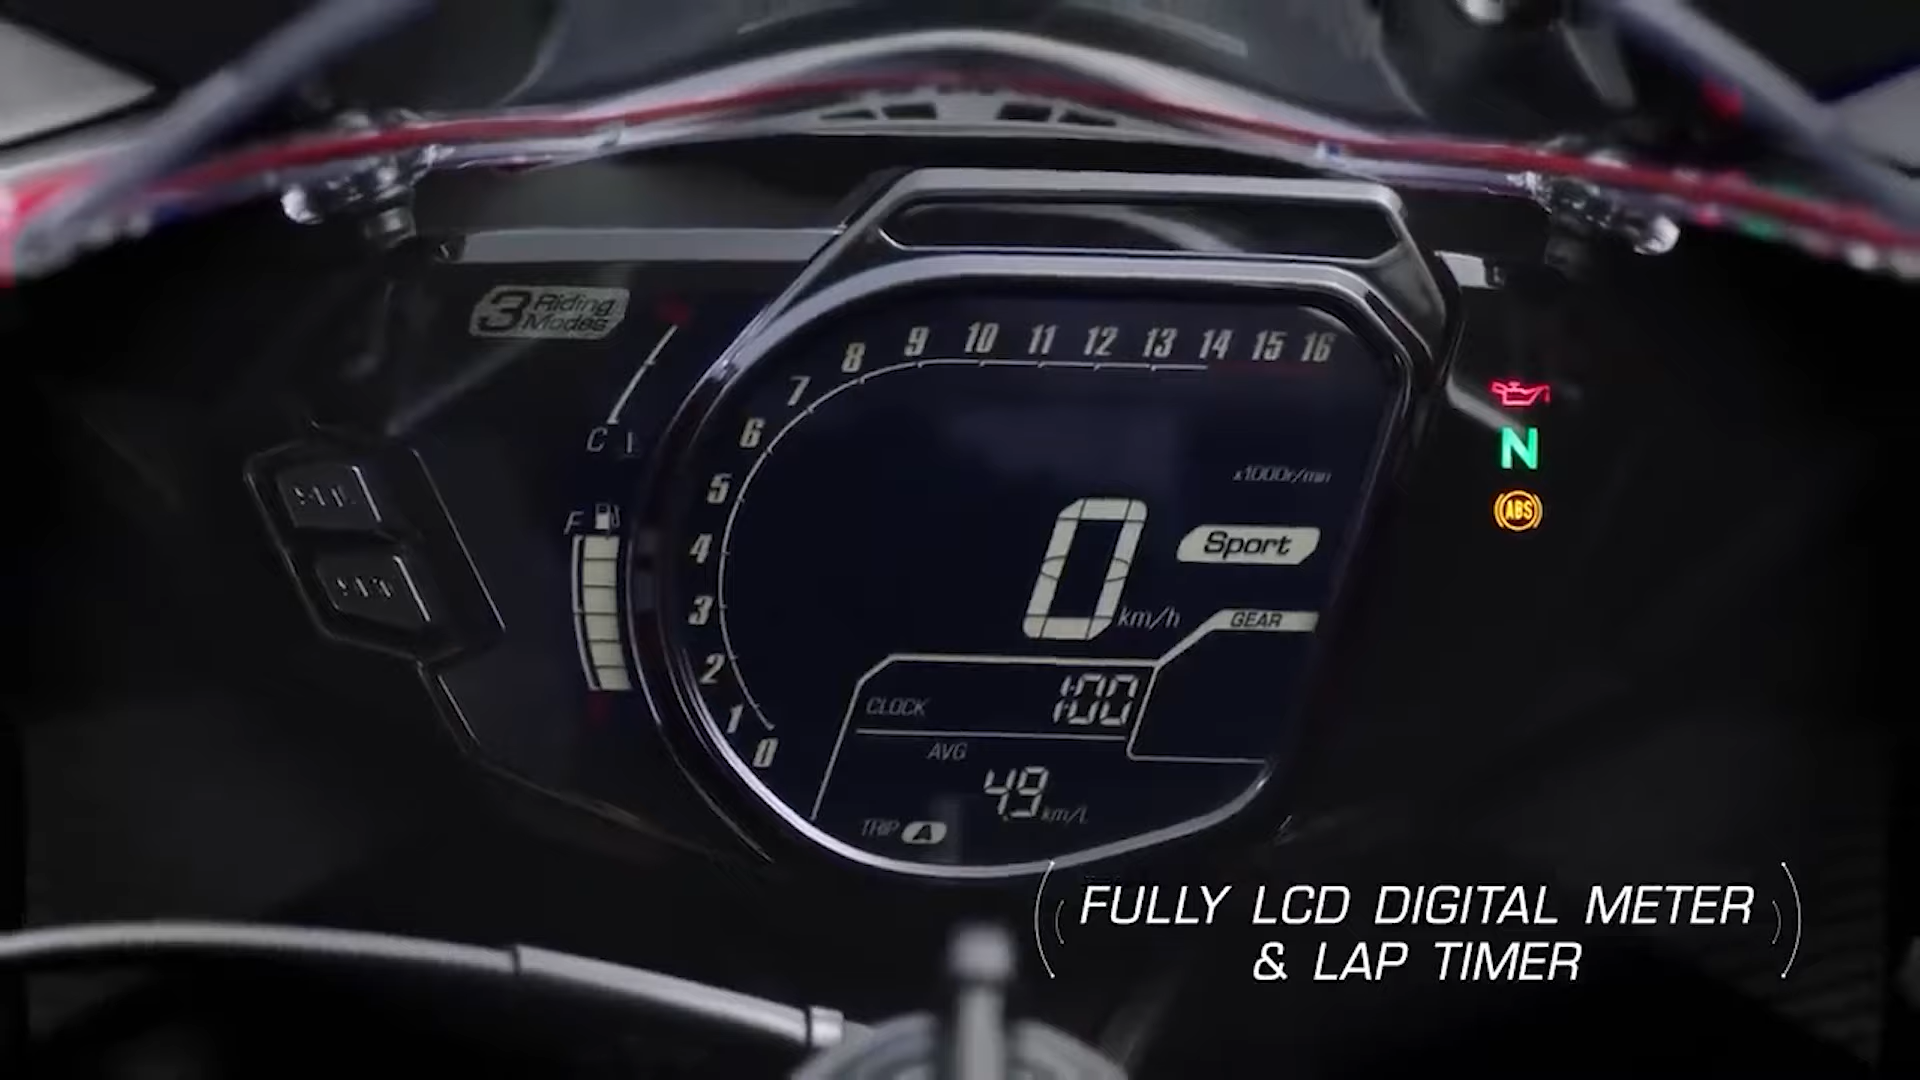 3 Riding
Modes
8 9 10 11 12 13 14 15 16
7
6
5
4
3
2
1
0
C
F
x1000r/min
0 km/h
Sport
GEAR
CLOCK 1:00
AVG
49 km/L
TRIP A
N
ABS
FULLY LCD DIGITAL METER
& LAP TIMER